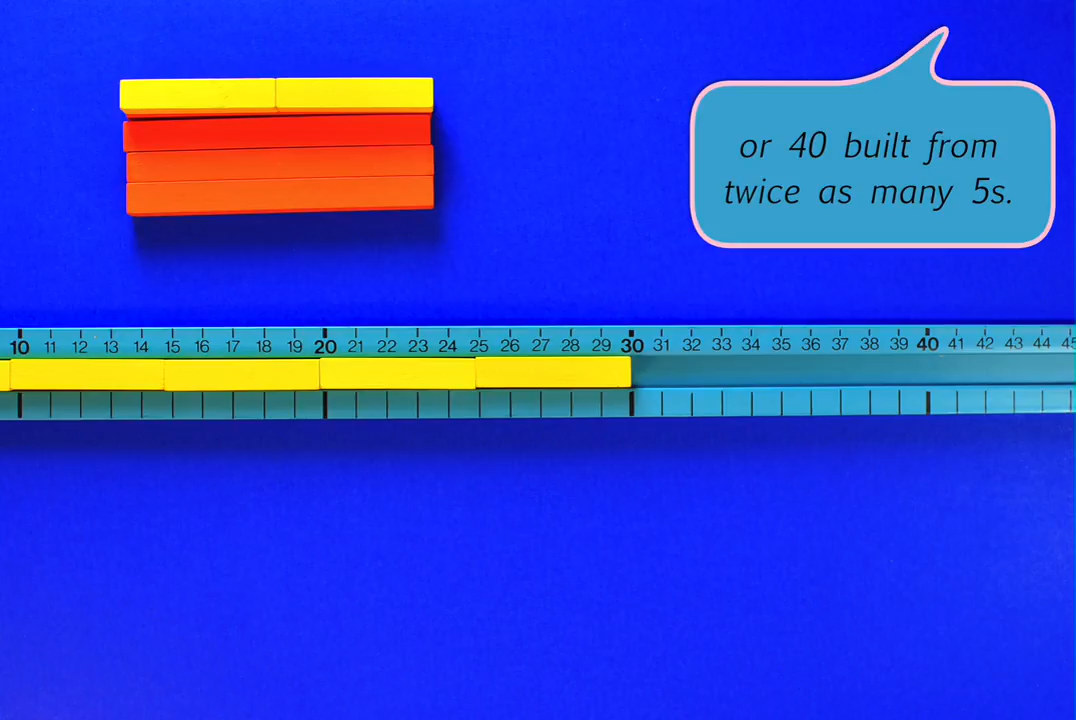 or 40 built from
twice as many 5s.
10 11 12 13 14 15 16 17 18 19 20 21 22 23 24 25 26 27 28 29 30 31 32 33 34 35 36 37 38 39 40 41 42 43 44 45